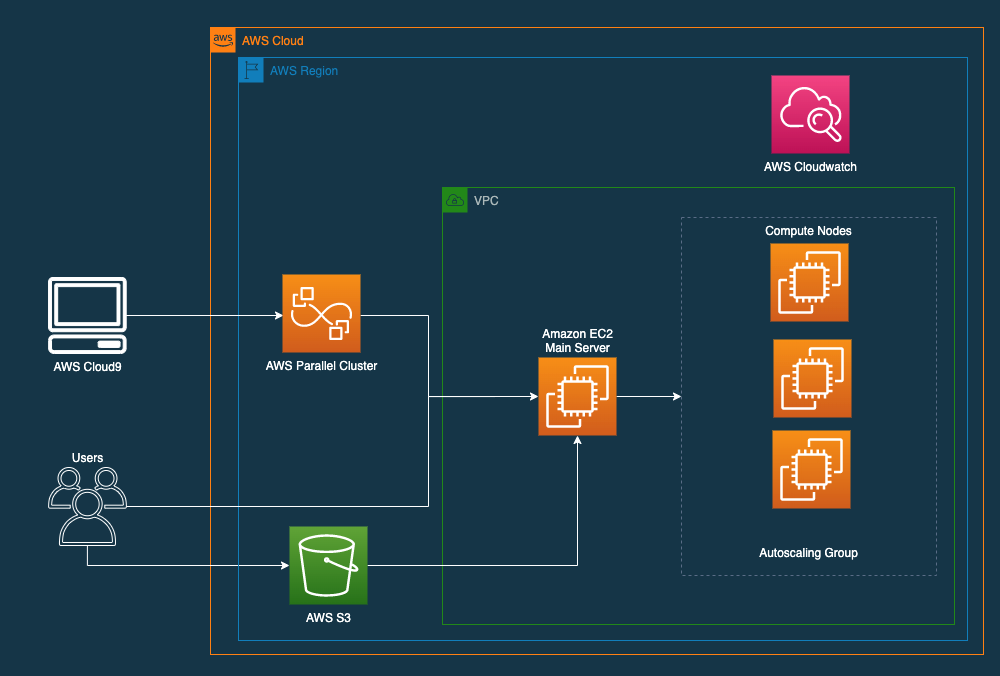 aws
AWS Cloud
AWS Region
AWS Cloudwatch
VPC
Compute Nodes
AWS Cloud9
AWS Parallel Cluster
Amazon EC2
Main Server
Users
Autoscaling Group
AWS S3